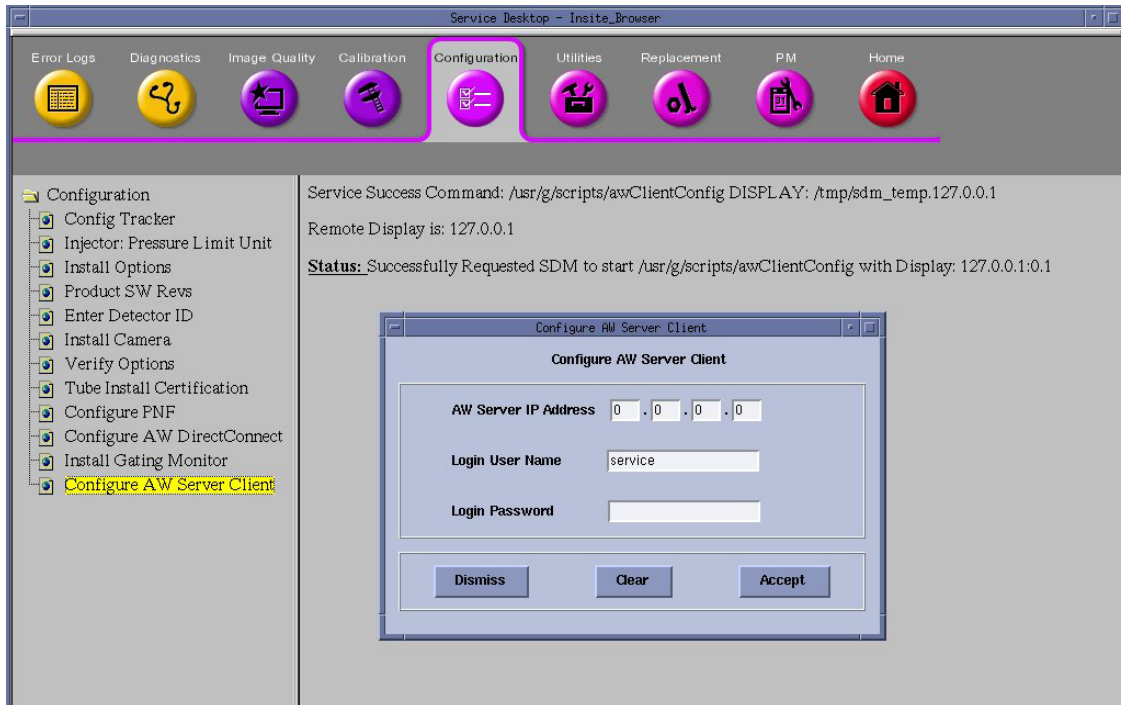 Service Desktop - Insite_Browser
Error Logs
Diagnostics
Image Quality
Calibration
Configuration
Utilities
Replacement
PM
Home
31
Configuration
Config Tracker
Injector: Pressure Limit Unit
Install Options
Product SW Revs
Enter Detector ID
Install Camera
Verify Options
Tube Install Certification
Configure PNF
Configure AW DirectConnect
Install Gating Monitor
Configure AW Server Client
Service Success Command: /usr/g/scripts/awClientConfig DISPLAY: /tmp/sdm_temp.127.0.0.1
Remote Display is: 127.0.0.1
Status: Successfully Requested SDM to start /usr/g/scripts/awClientConfig with Display: 127.0.0.1:0.1
Configure AW Server Client
Configure AW Server Client
AW Server IP Address 0 . 0 . 0 . 0
Login User Name service
Login Password
Dismiss Clear Accept